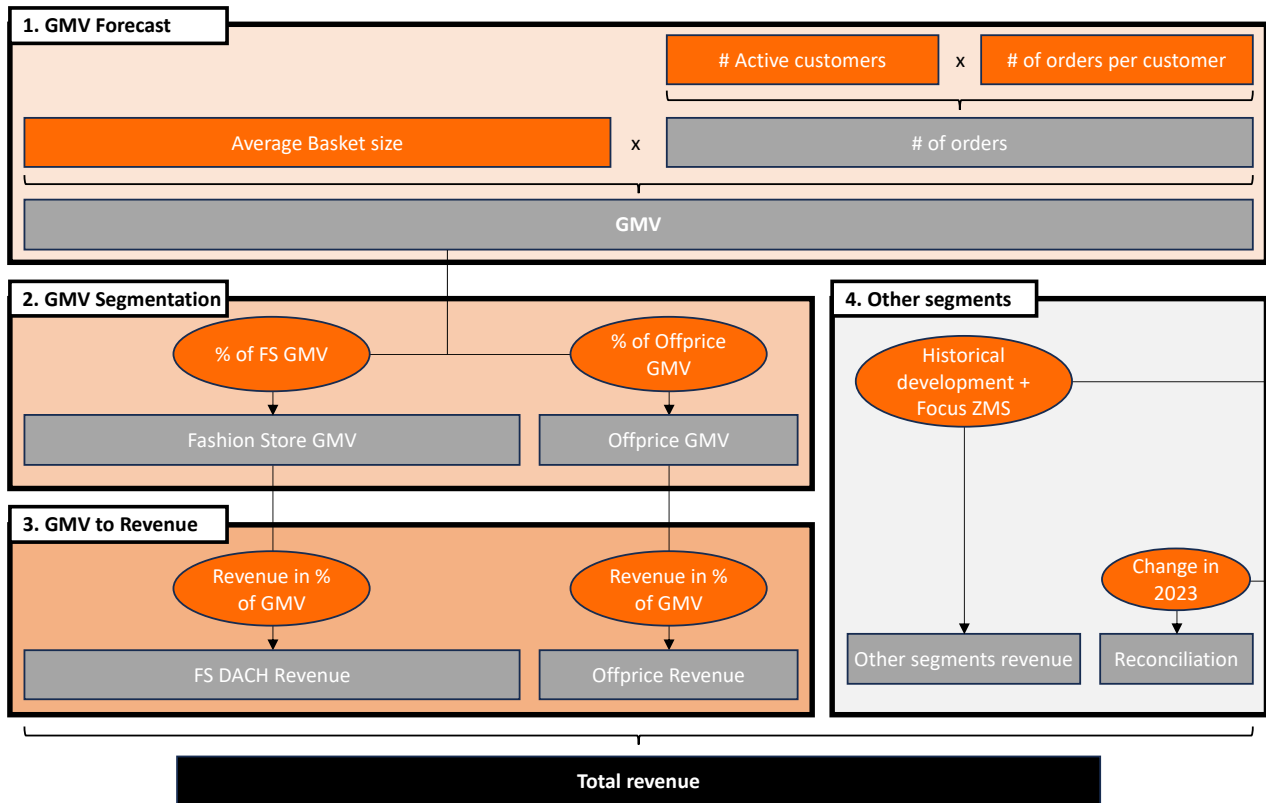 1. GMV Forecast
# Active customers
x
# of orders per customer
Average Basket size
x
# of orders
GMV
2. GMV Segmentation
% of FS GMV
% of Offprice
GMV
Fashion Store GMV
Offprice GMV
3. GMV to Revenue
Revenue in %
of GMV
Revenue in %
of GMV
FS DACH Revenue
Offprice Revenue
4. Other segments
Historical
development +
Focus ZMS
Change in
2023
Other segments revenue
Reconciliation
Total revenue